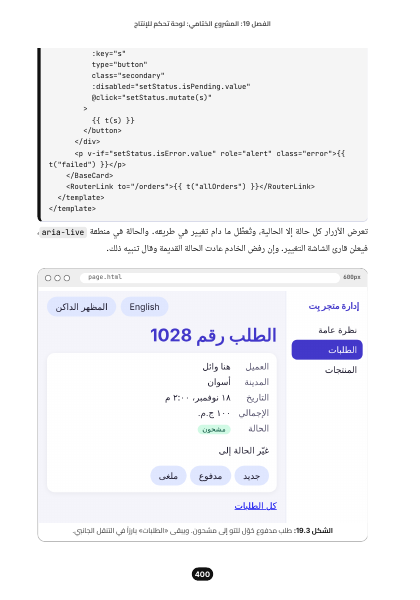 الفصل 19: المشروع الختامي: لوحة تحكم للإنتاج
:key="s"
type="button"
class="secondary"
:disabled="setStatus.isPending.value"
@click="setStatus.mutate(s)"
>
{{ t(s) }}
</button>
</div>
<p v-if="setStatus.isError.value" role="alert" class="error">{{
t("failed") }}</p>
</BaseCard>
<RouterLink to="/orders">{{ t("allOrders") }}</RouterLink>
</template>
</template>
تعرض الأزرار كل حالة إلا الحالية، وتُعطَّل ما دام تغيير في طريقه. والحالة في منطقة aria-live،
فيعلن قارئ الشاشة التغيير. وإن رفض الخادم عادت الحالة القديمة وقال تنبيه ذلك.
page.html
600px
إدارة متجر بِت
نظرة عامة
الطلبات
المنتجات
English
المظهر الداكن
الطلب رقم 1028
العميل هنا وائل
المدينة أسوان
التاريخ ١٨ نوفمبر، ٢:٠٠ م
الإجمالي ١٠٠ ج.م.
الحالة مشحون
غيّر الحالة إلى
جديد مدفوع ملغى
كل الطلبات
الشكل 19.3: طلب مدفوع حُوّل للتو إلى مشحون. ويبقى «الطلبات» بارزاً في التنقل الجانبي.
400